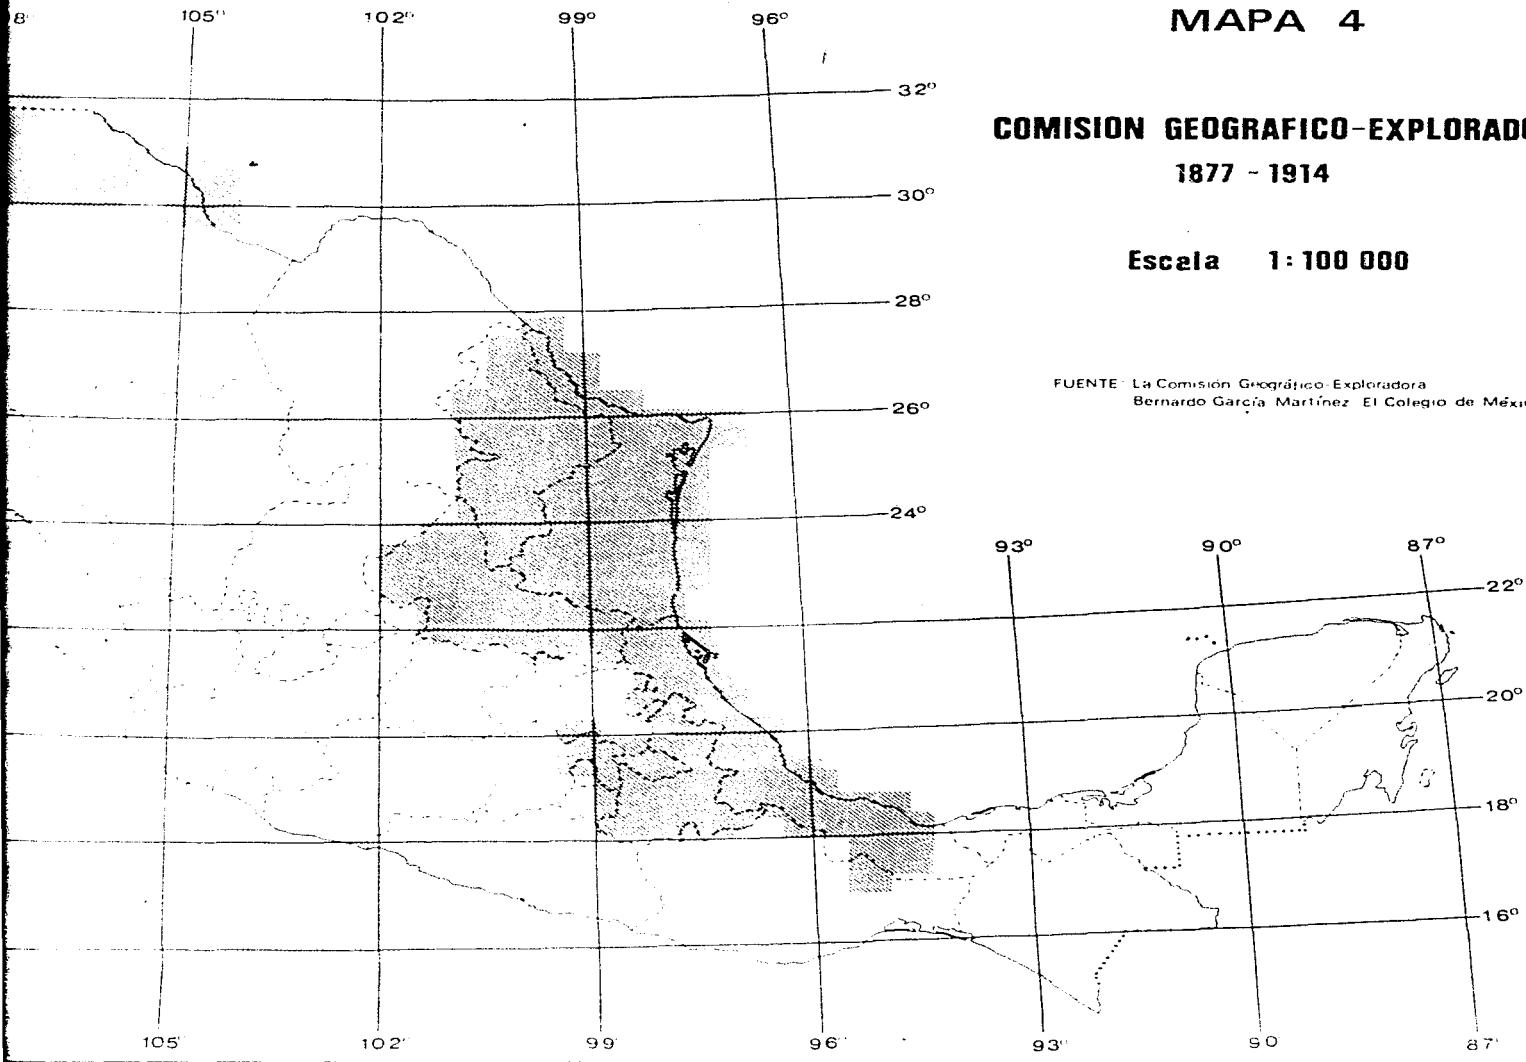 MAPA 4
COMISION GEOGRAFICO-EXPLORADO
1877 - 1914
Escala 1: 100 000
FUENTE: La Comisión Geográfico-Exploradora
Bernardo García Martínez El Colegio de Méxi
8° 105° 102° 99° 96°
32°
30°
28°
26°
24°
93° 90° 87°
22°
20°
18°
16°
105° 102° 99° 96° 93° 90 87°